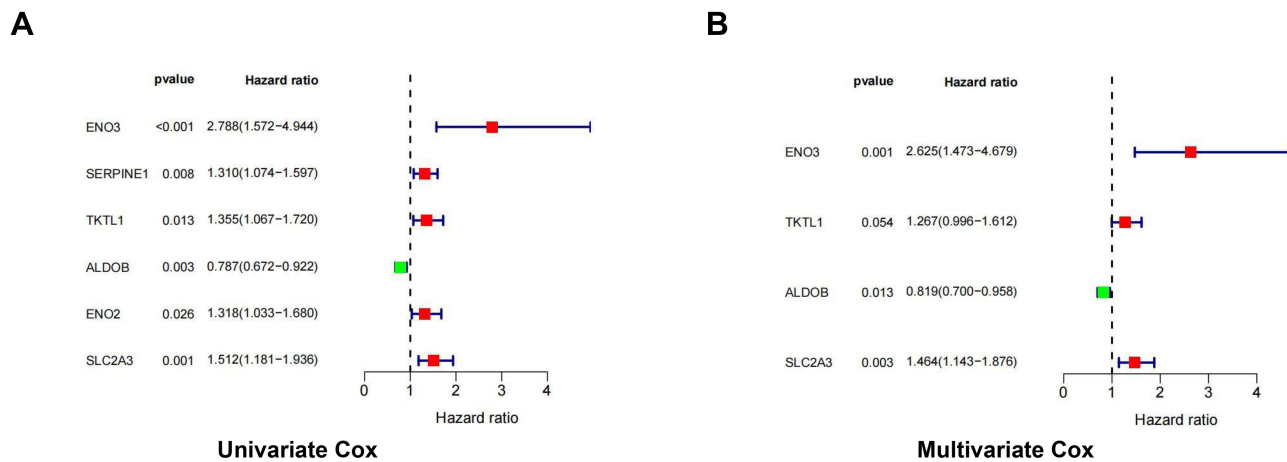 A
pvalue Hazard ratio
ENO3 <0.001 2.788(1.572−4.944)
SERPINE1 0.008 1.310(1.074−1.597)
TKTL1 0.013 1.355(1.067−1.720)
ALDOB 0.003 0.787(0.672−0.922)
ENO2 0.026 1.318(1.033−1.680)
SLC2A3 0.001 1.512(1.181−1.936)
0 1 2 3 4
Hazard ratio
Univariate Cox
B
pvalue Hazard ratio
ENO3 0.001 2.625(1.473−4.679)
TKTL1 0.054 1.267(0.996−1.612)
ALDOB 0.013 0.819(0.700−0.958)
SLC2A3 0.003 1.464(1.143−1.876)
0 1 2 3 4
Hazard ratio
Multivariate Cox